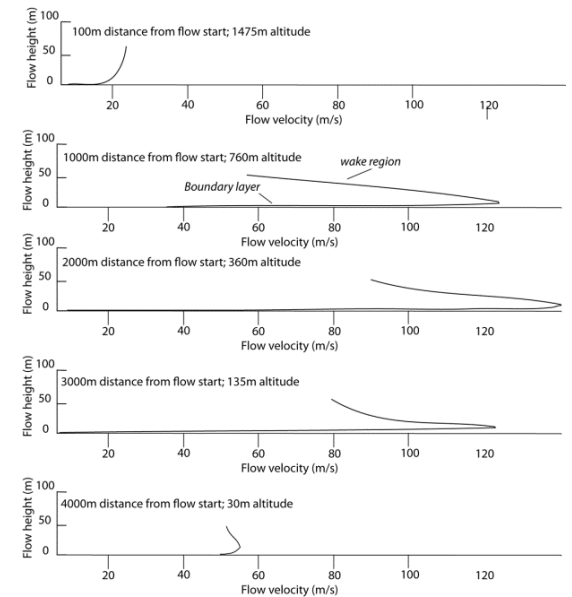 Flow height (m)
100
50
0
100m distance from flow start; 1475m altitude
20 40 60 80 100 120
Flow velocity (m/s)
Flow height (m)
100
50
0
1000m distance from flow start; 760m altitude
wake region
Boundary layer
20 40 60 80 100 120
Flow velocity (m/s)
Flow height (m)
100
50
0
2000m distance from flow start; 360m altitude
20 40 60 80 100 120
Flow velocity (m/s)
Flow height (m)
100
50
0
3000m distance from flow start; 135m altitude
20 40 60 80 100 120
Flow velocity (m/s)
Flow height (m)
100
50
0
4000m distance from flow start; 30m altitude
20 40 60 80 100 120
Flow velocity (m/s)